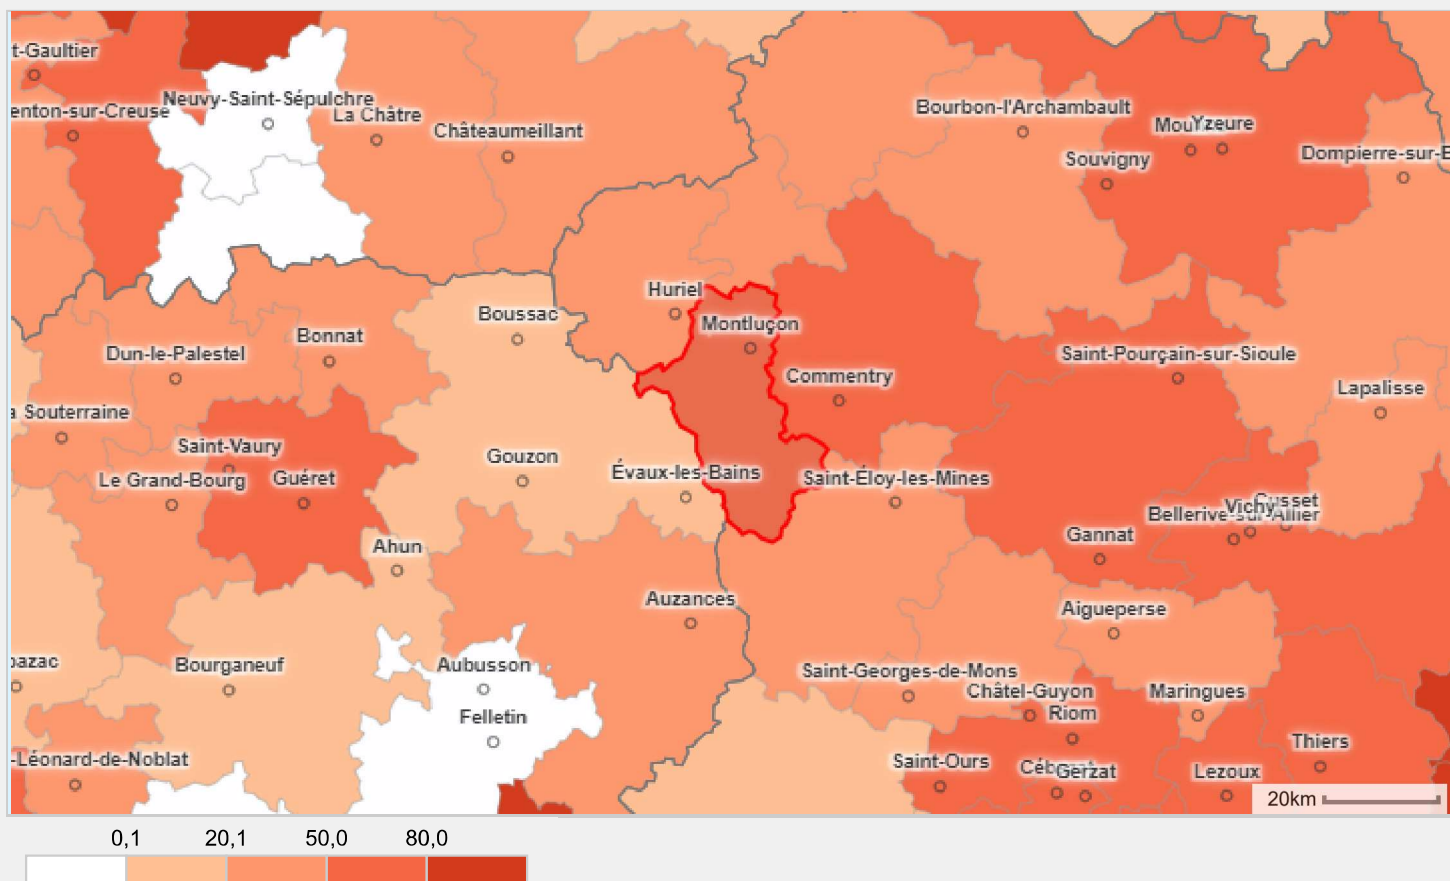 t-Gaultier
Neuvy-Saint-Sépulchre
enton-sur-Creuse
La Châtre
Châteaumeillant
Bourbon-l'Archambault
Yzeure
Souvigny
Dompierre-sur-B
Huriel
Boussac
Montluçon
Bonnat
Dun-le-Palestel
Saint-Pourçain-sur-Sioule
Commentry
Lapalisse
a Souterraine
Saint-Vaury
Gouzon
Évaux-les-Bains
Le Grand-Bourg
Guéret
Saint-Éloy-les-Mines
Cusset
Vichy
Bellerive-sur-Allier
Gannat
Ahun
Auzances
Aigueperse
bazac
Bourganeuf
Aubusson
Saint-Georges-de-Mons
Châtel-Guyon
Maringues
Riom
Felletin
Thiers
-Léonard-de-Noblat
Saint-Ours
Gerzat
Lezoux
20km
0,1 20,1 50,0 80,0